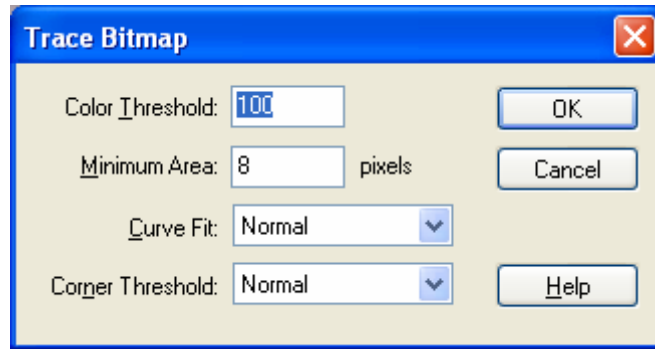 Trace Bitmap
Color Threshold: 100 OK
Minimum Area: 8 pixels Cancel
Curve Fit: Normal
Corner Threshold: Normal Help